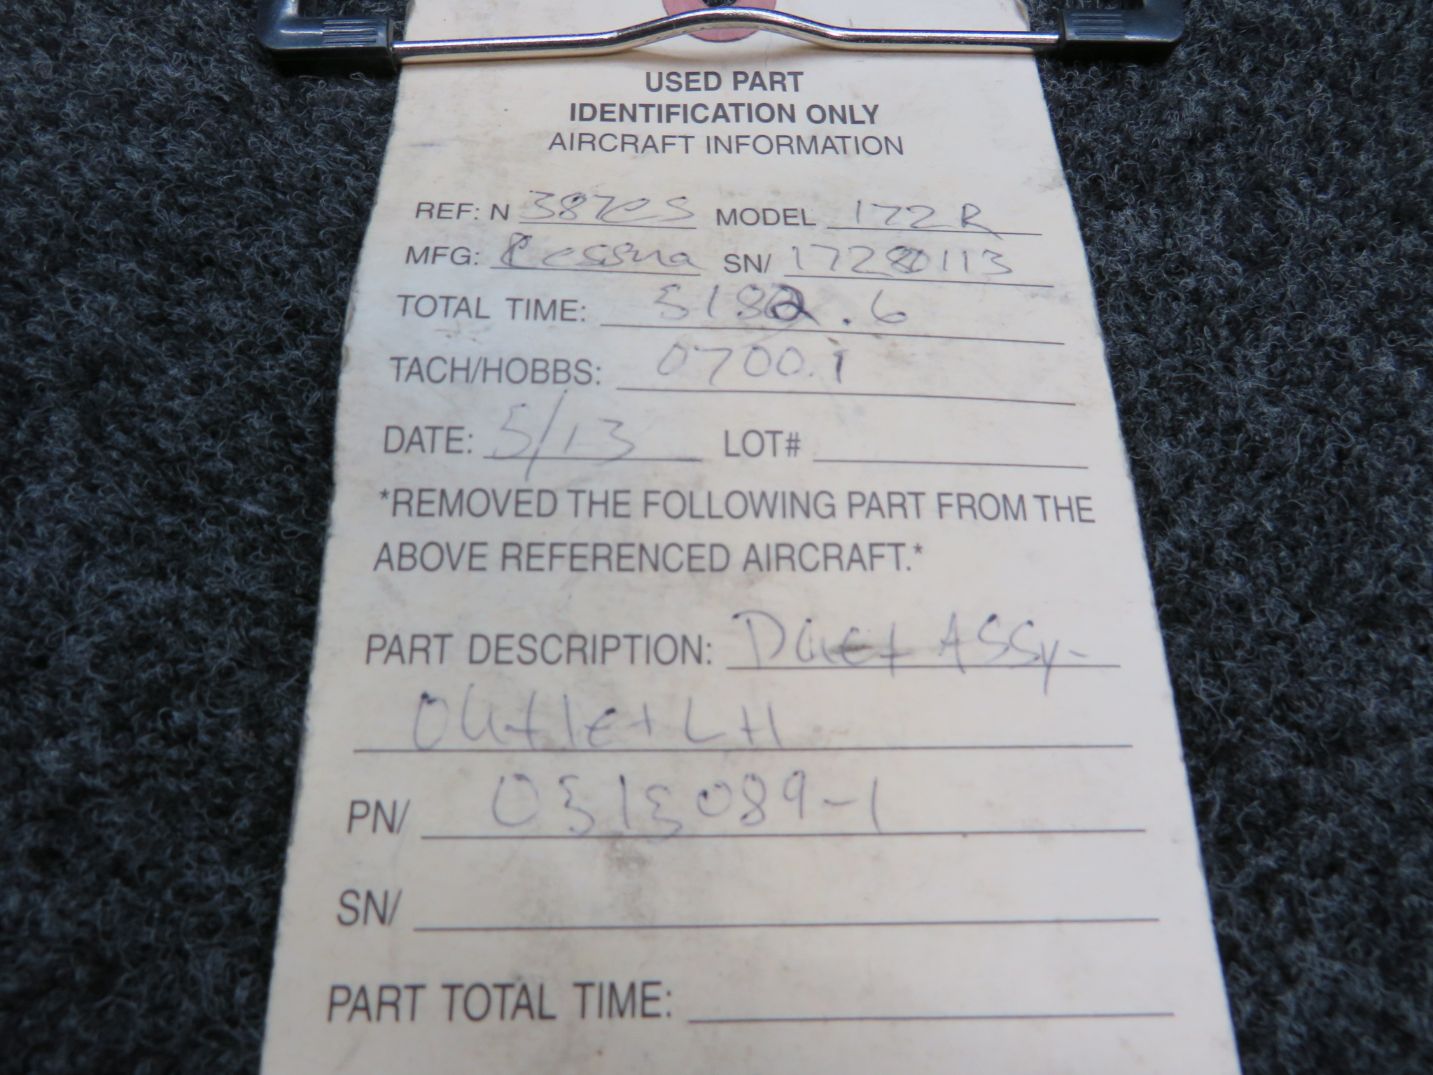 USED PART
IDENTIFICATION ONLY
AIRCRAFT INFORMATION
REF: N 387ES MODEL 172R
MFG: Cessna SN/ 17280113
TOTAL TIME: 5182.6
TACH/HOBBS: 0700.1
DATE: 5/13 LOT#
*REMOVED THE FOLLOWING PART FROM THE
ABOVE REFERENCED AIRCRAFT.*
PART DESCRIPTION: Duct ASSy-
Outlet LH
PN/ 0513089-1
SN/
PART TOTAL TIME: